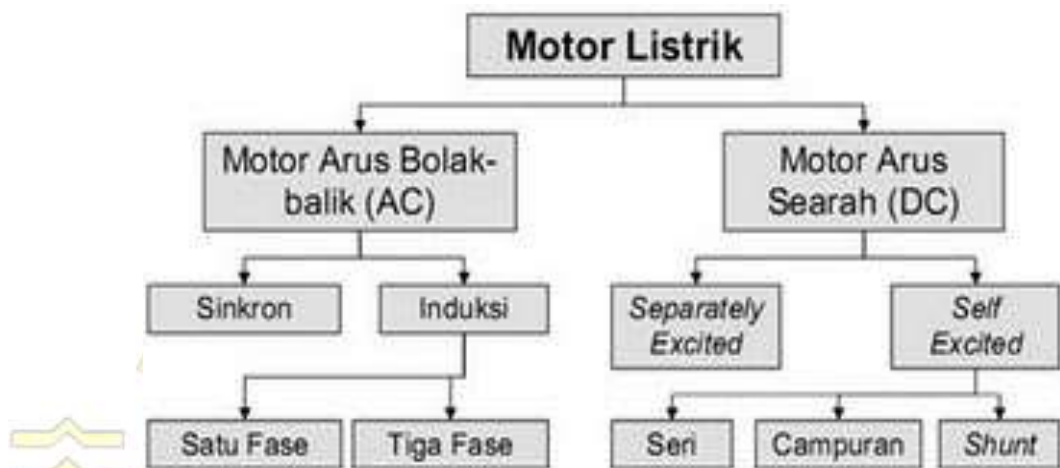 Motor Listrik
Motor Arus Bolak-
balik (AC)
Motor Arus
Searah (DC)
Sinkron
Induksi
Separately
Excited
Self
Excited
Satu Fase
Tiga Fase
Seri
Campuran
Shunt